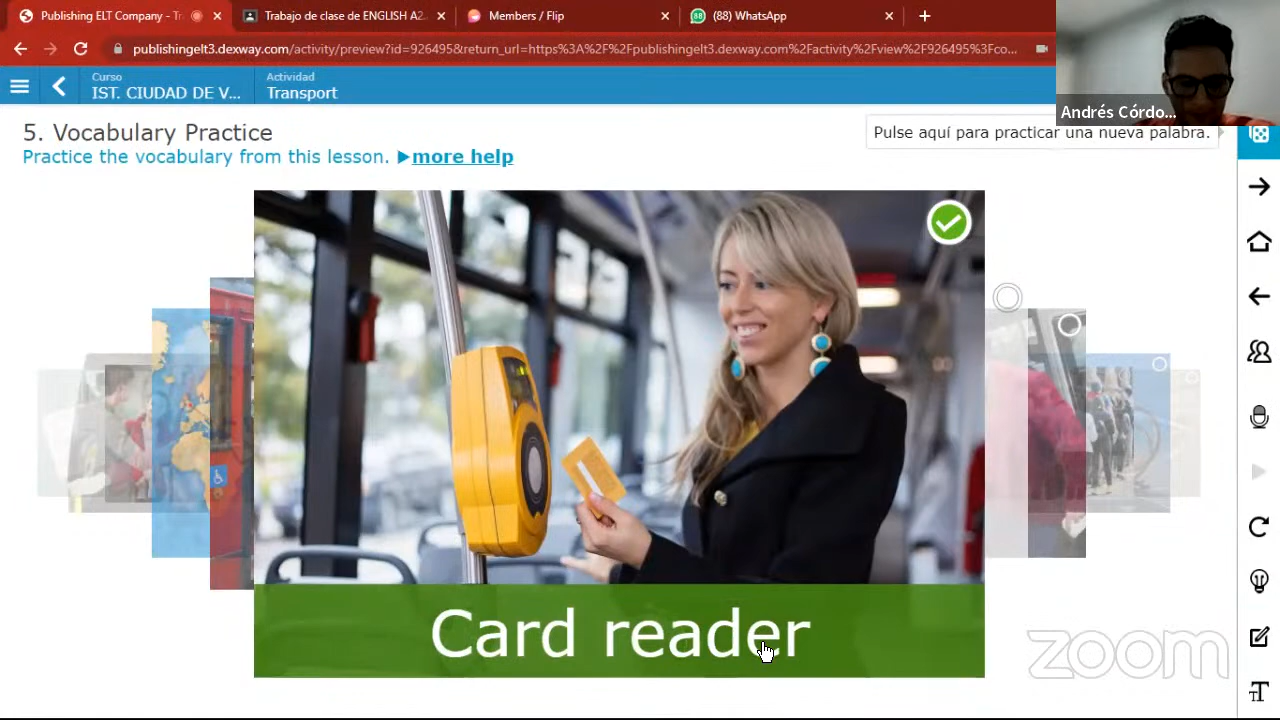 Publishing ELT Company - Tr
Trabajo de clase de ENGLISH A2.
Members / Flip
(88) WhatsApp
publishingelt3.dexway.com/activity/preview?id=926495&return_url=https%3A%2F%2Fpublishingelt3.dexway.com%2Factivity%2Fview%2F926495%3Fco...
Curso
IST. CIUDAD DE V...
Actividad
Transport
Andrés Córdo...
5. Vocabulary Practice
Pulse aquí para practicar una nueva palabra.
Practice the vocabulary from this lesson. ▶more help
Card reader
zoom